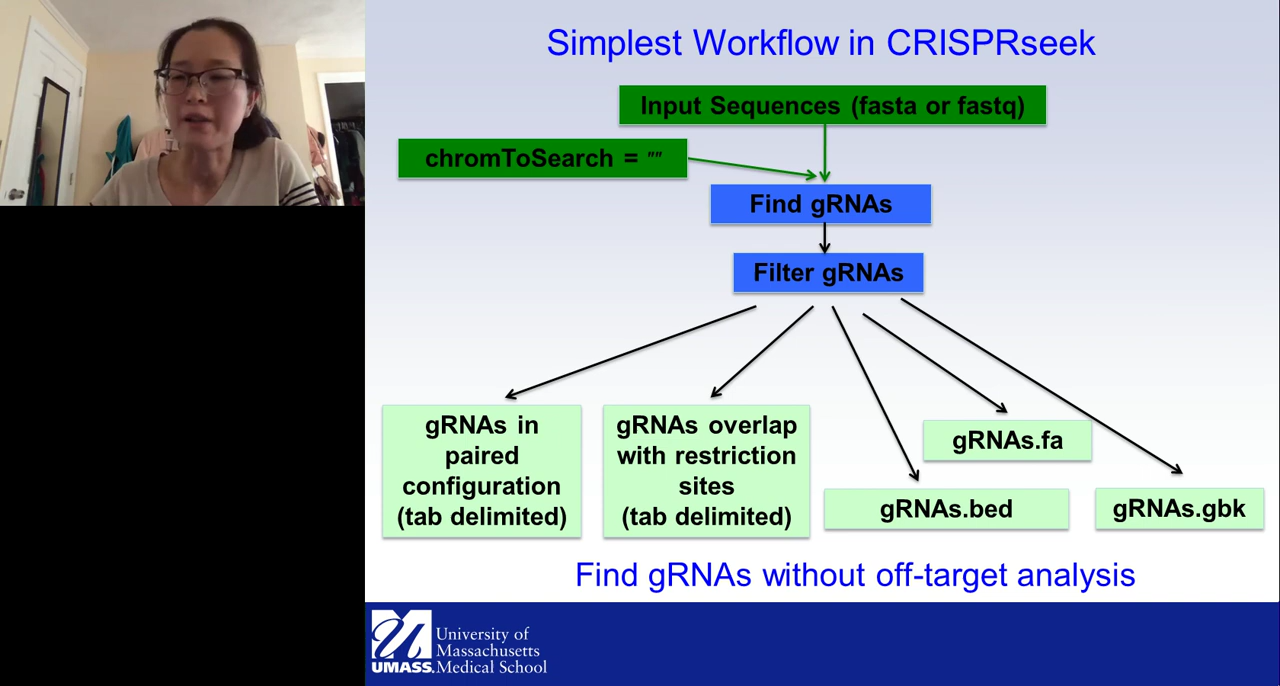 Simplest Workflow in CRISPRseek
Input Sequences (fasta or fastq)
chromToSearch = ""
Find gRNAs
Filter gRNAs
gRNAs in
paired
configuration
(tab delimited)
gRNAs overlap
with restriction
sites
(tab delimited)
gRNAs.fa
gRNAs.bed
gRNAs.gbk
Find gRNAs without off-target analysis
University of
Massachusetts
UMASS. Medical School